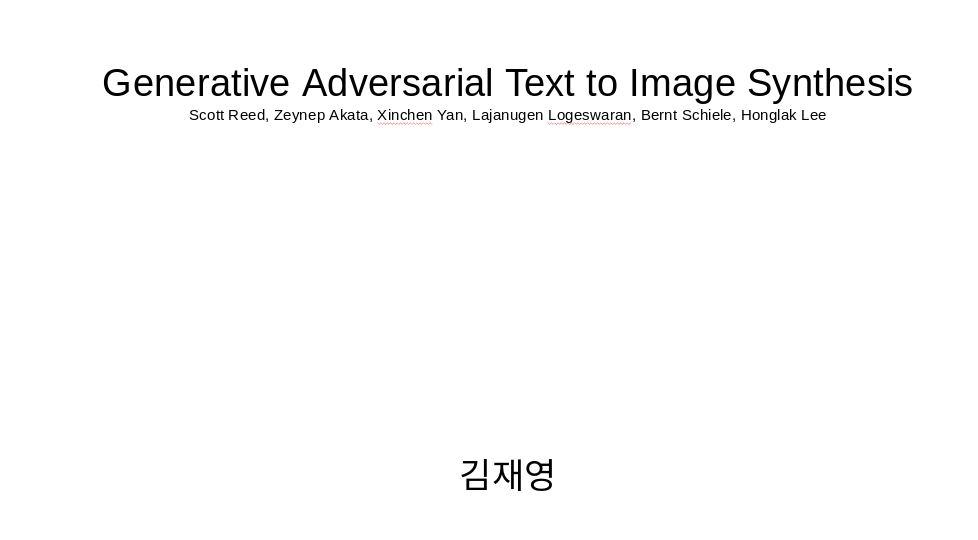 Generative Adversarial Text to Image Synthesis
Scott Reed, Zeynep Akata, Xinchen Yan, Lajanugen Logeswaran, Bernt Schiele, Honglak Lee
김재영